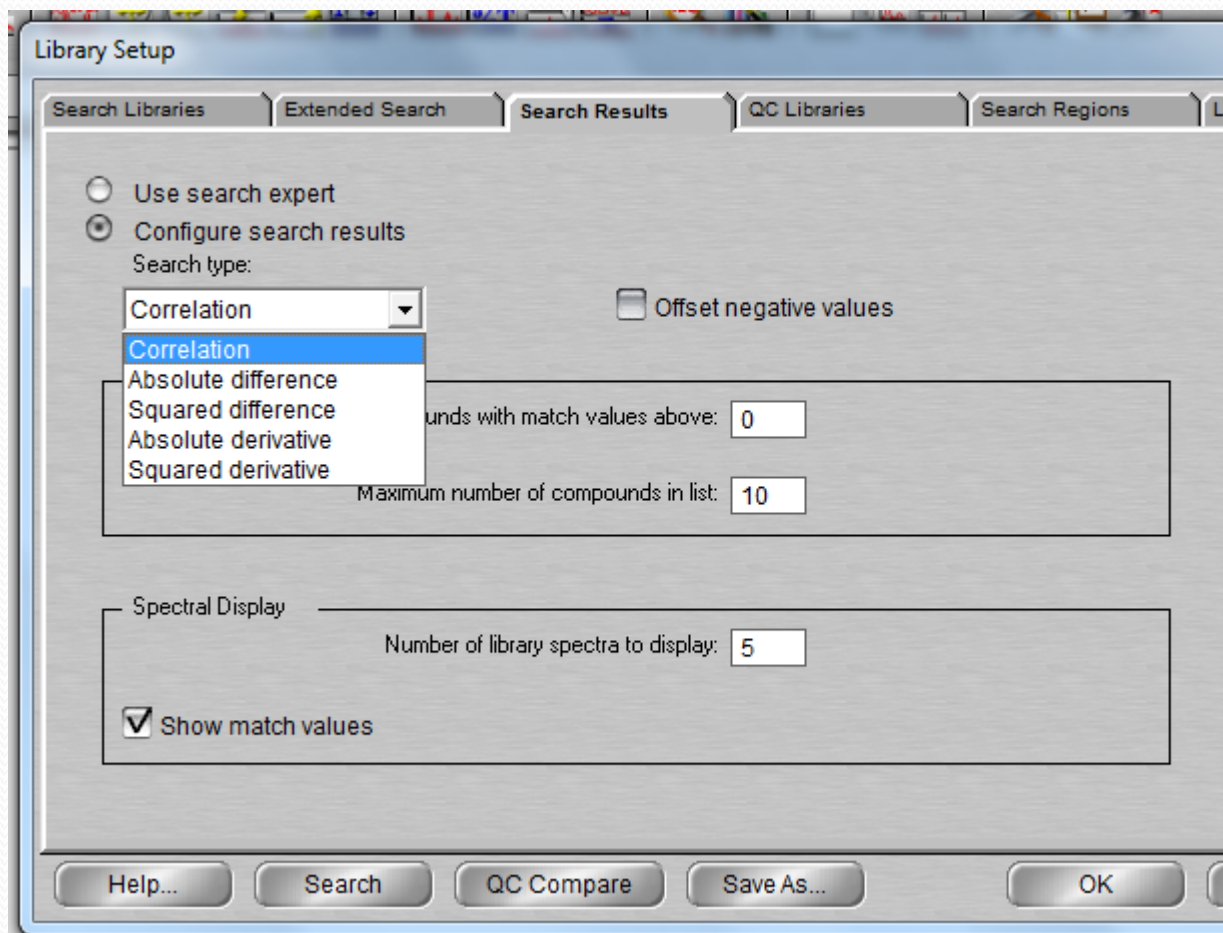 Library Setup
Search Libraries Extended Search Search Results QC Libraries Search Regions L
Use search expert
Configure search results
Search type:
Correlation Offset negative values
Correlation
Absolute difference
Squared difference
unds with match values above: 0
Absolute derivative
Squared derivative
Maximum number of compounds in list: 10
Spectral Display
Number of library spectra to display: 5
Show match values
Help... Search QC Compare Save As... OK